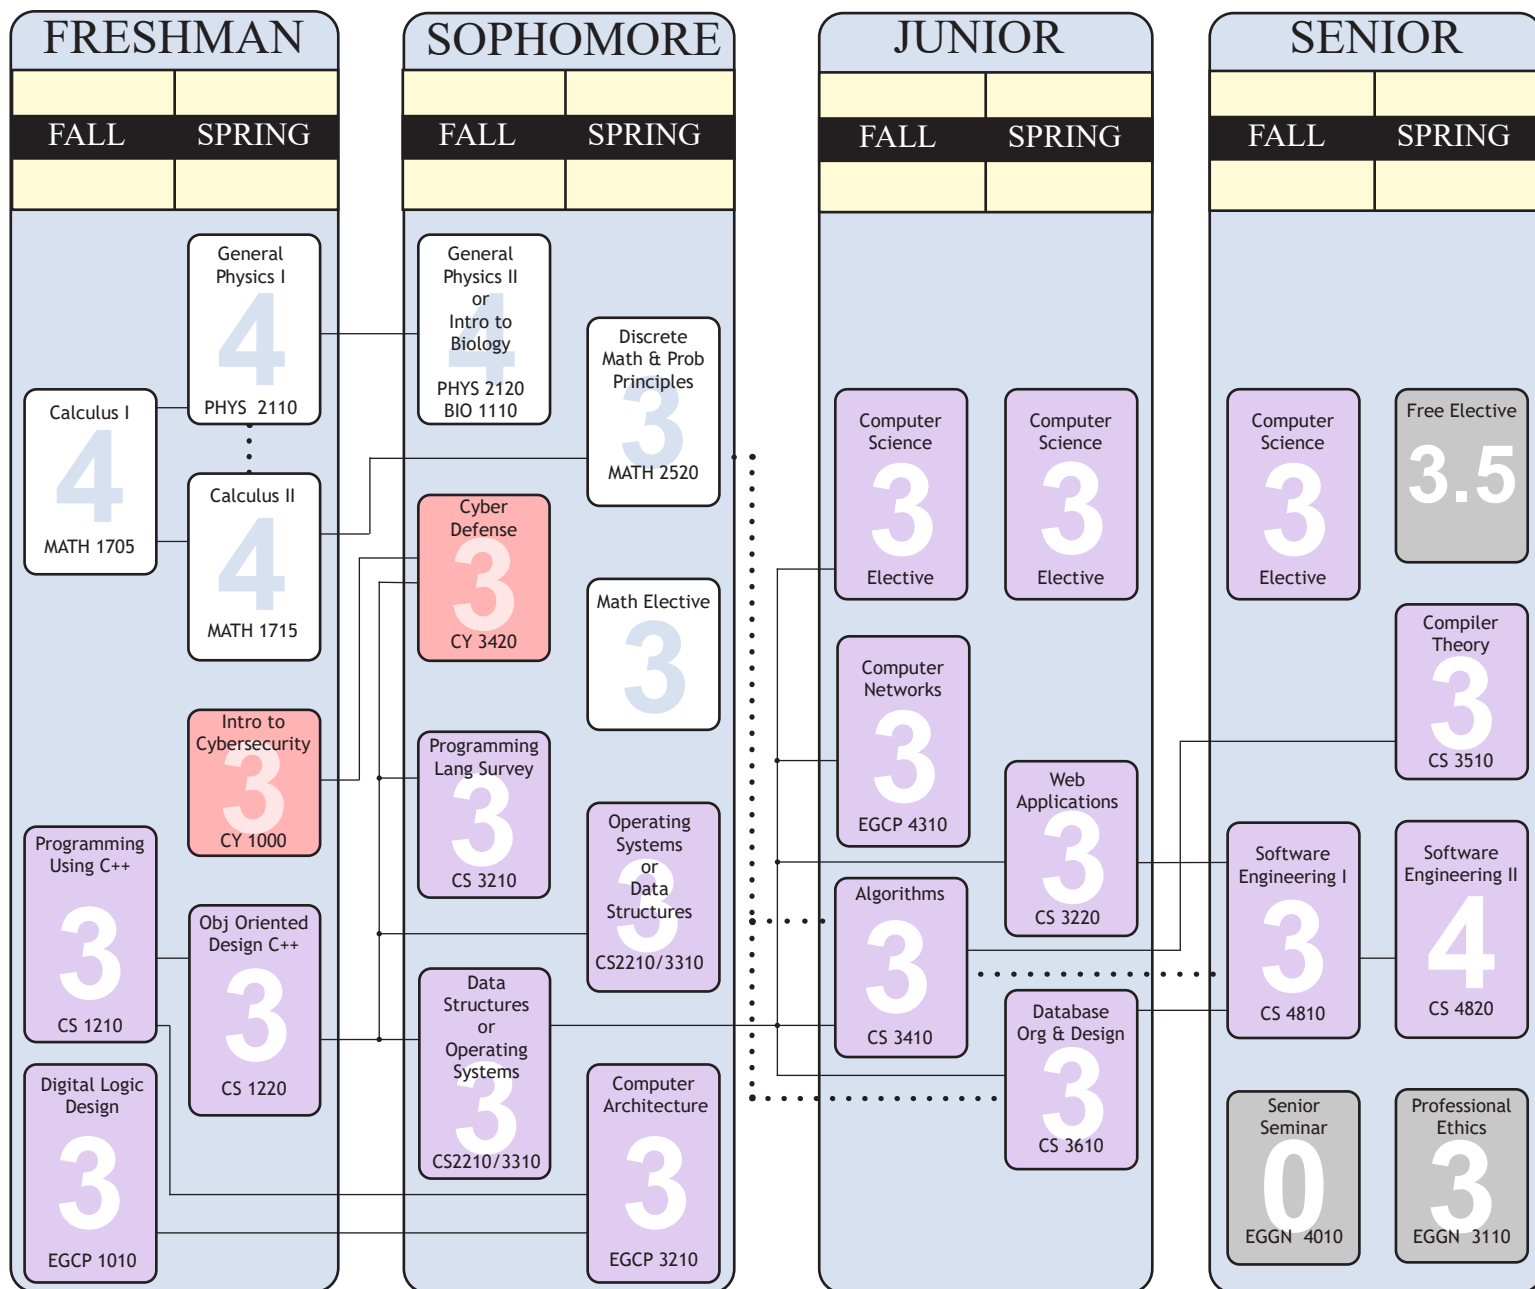 FRESHMAN
FALL
SPRING
Calculus I
4
MATH 1705
Programming
Using C++
3
CS 1210
Digital Logic
Design
3
EGCP 1010
General
Physics I
4
PHYS 2110
Calculus II
4
MATH 1715
Intro to
Cybersecurity
3
CY 1000
Obj Oriented
Design C++
3
CS 1220
SOPHOMORE
FALL
SPRING
General
Physics II
or
Intro to
Biology
4
PHYS 2120
BIO 1110
Cyber
Defense
3
CY 3420
Programming
Lang Survey
3
CS 3210
Data
Structures
or
Operating
Systems
3
CS2210/3310
Discrete
Math & Prob
Principles
3
MATH 2520
Math Elective
3
Operating
Systems
or
Data
Structures
3
CS2210/3310
Computer
Architecture
3
EGCP 3210
JUNIOR
FALL
SPRING
Computer
Science
3
Elective
Computer
Networks
3
EGCP 4310
Algorithms
3
CS 3410
Computer
Science
3
Elective
Web
Applications
3
CS 3220
Database
Org & Design
3
CS 3610
SENIOR
FALL
SPRING
Computer
Science
3
Elective
Software
Engineering I
3
CS 4810
Senior
Seminar
0
EGGN 4010
Free Elective
3.5
Compiler
Theory
3
CS 3510
Software
Engineering II
4
CS 4820
Professional
Ethics
3
EGGN 3110